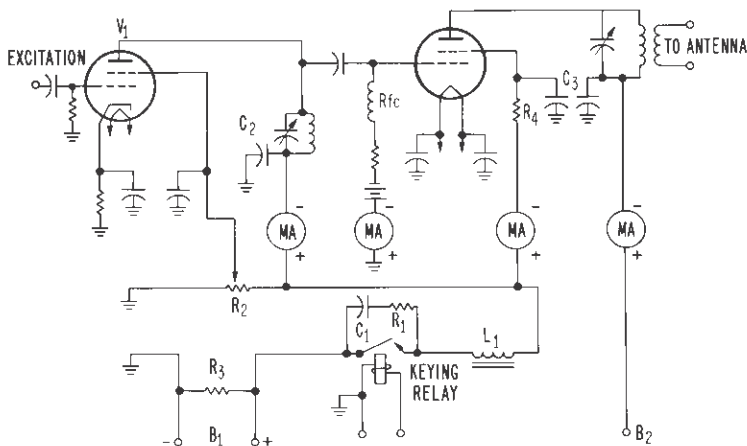 V1
EXCITATION
C2
Rfc
C3
R4
TO ANTENNA
- - - -
MA MA MA MA
+ + + +
R2
C1
R1
L1
KEYING
RELAY
R3
- B1 +
B2